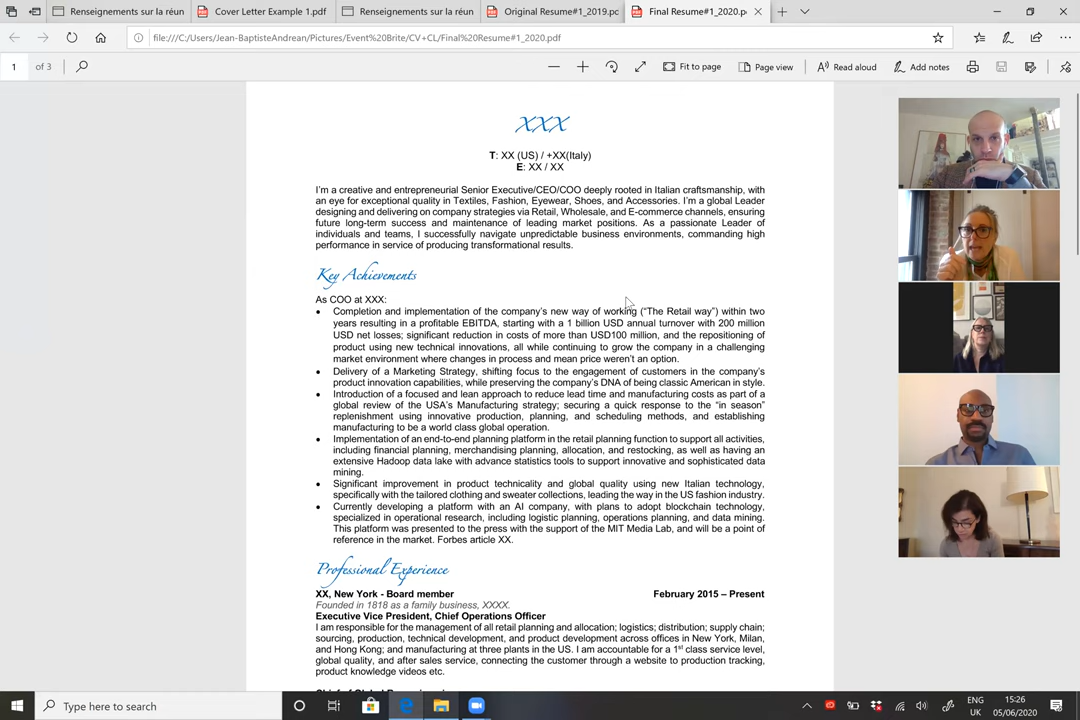 Renseignements sur la réun
Cover Letter Example 1.pdf
Renseignements sur la réun
Original Resume#1_2019.pc
Final Resume#1_2020.p
file:///C:/Users/Jean-BaptisteAndrean/Pictures/Event%20Brite/CV+CL/Final%20Resume#1_2020.pdf
1 of 3
Fit to page
Page view
Read aloud
Add notes
XXX
T: XX (US) / +XX(Italy)
E: XX / XX
I'm a creative and entrepreneurial Senior Executive/CEO/COO deeply rooted in Italian craftsmanship, with
an eye for exceptional quality in Textiles, Fashion, Eyewear, Shoes, and Accessories. I'm a global Leader
designing and delivering on company strategies via Retail, Wholesale, and E-commerce channels, ensuring
future long-term success and maintenance of leading market positions. As a passionate Leader of
individuals and teams, I successfully navigate unpredictable business environments, commanding high
performance in service of producing transformational results.
Key Achievements
As COO at XXX:
• Completion and implementation of the company's new way of working ("The Retail way") within two
years resulting in a profitable EBITDA, starting with a 1 billion USD annual turnover with 200 million
USD net losses; significant reduction in costs of more than USD100 million, and the repositioning of
product using new technical innovations, all while continuing to grow the company in a challenging
market environment where changes in process and mean price weren't an option.
• Delivery of a Marketing Strategy, shifting focus to the engagement of customers in the company's
product innovation capabilities, while preserving the company's DNA of being classic American in style.
• Introduction of a focused and lean approach to reduce lead time and manufacturing costs as part of a
global review of the USA's Manufacturing strategy; securing a quick response to the "in season"
replenishment using innovative production, planning, and scheduling methods, and establishing
manufacturing to be a world class global operation.
• Implementation of an end-to-end planning platform in the retail planning function to support all activities,
including financial planning, merchandising planning, allocation, and restocking, as well as having an
extensive Hadoop data lake with advance statistics tools to support innovative and sophisticated data
mining.
• Significant improvement in product technicality and global quality using new Italian technology,
specifically with the tailored clothing and sweater collections, leading the way in the US fashion industry.
• Currently developing a platform with an AI company, with plans to adopt blockchain technology,
specialized in operational research, including logistic planning, operations planning, and data mining.
This platform was presented to the press with the support of the MIT Media Lab, and will be a point of
reference in the market. Forbes article XX.
Professional Experience
XX, New York - Board member February 2015 – Present
Founded in 1818 as a family business, XXXX.
Executive Vice President, Chief Operations Officer
I am responsible for the management of all retail planning and allocation; logistics; distribution; supply chain;
sourcing, production, technical development, and product development across offices in New York, Milan,
and Hong Kong; and manufacturing at three plants in the US. I am accountable for a 1st class service level,
global quality, and after sales service, connecting the customer through a website to production tracking,
product knowledge videos etc.
Type here to search
ENG
UK
15:26
05/06/2020